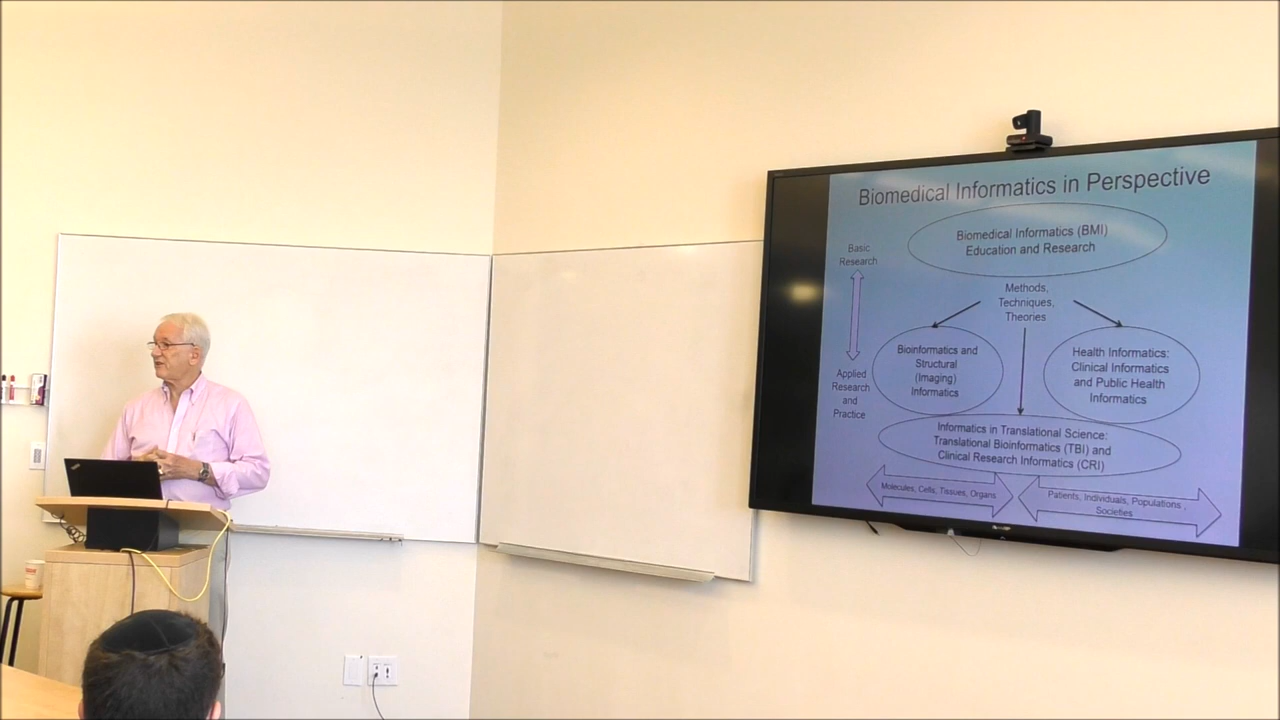 Biomedical Informatics in Perspective
Biomedical Informatics (BMI)
Education and Research
Basic
Research
Methods,
Techniques,
Theories
Bioinformatics and
Structural
(Imaging)
Informatics
Health Informatics:
Clinical Informatics
and Public Health
Informatics
Applied
Research
and
Practice
Informatics in Translational Science:
Translational Bioinformatics (TBI) and
Clinical Research Informatics (CRI)
Molecules, Cells, Tissues, Organs
Patients, Individuals, Populations ,
Societies